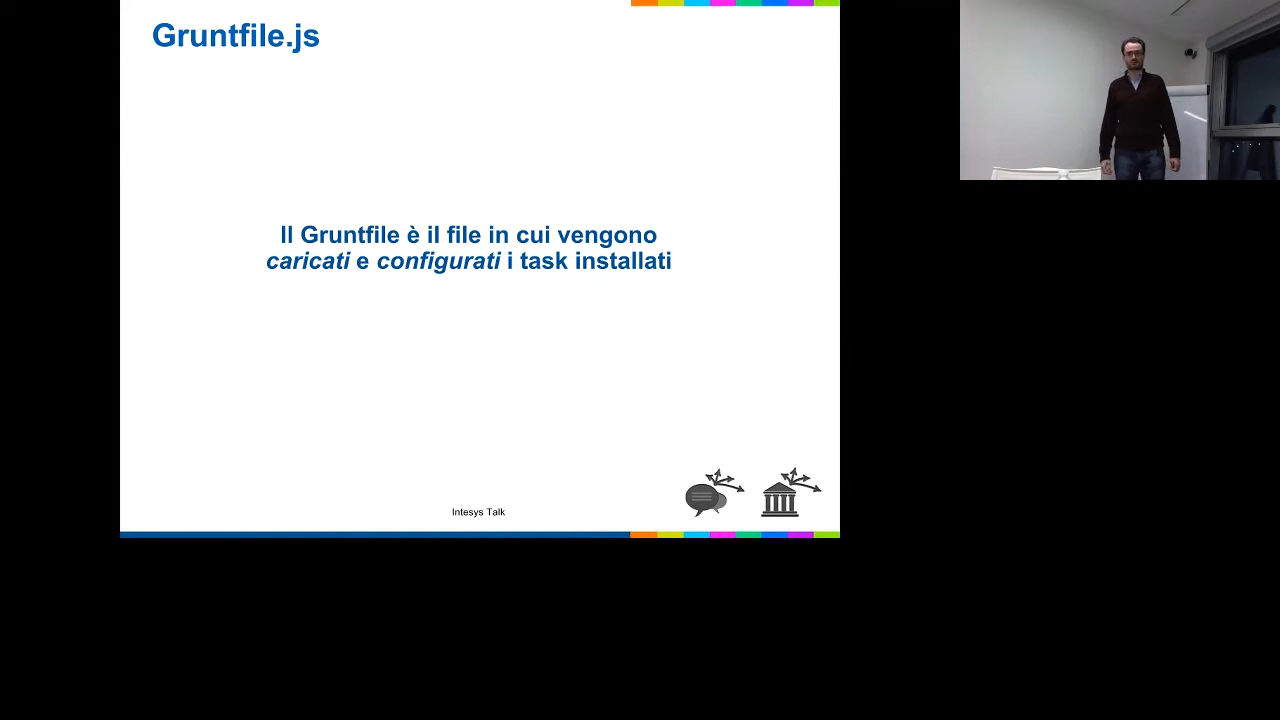 Gruntfile.js
Il Gruntfile è il file in cui vengono
caricati e configurati i task installati
Intesys Talk